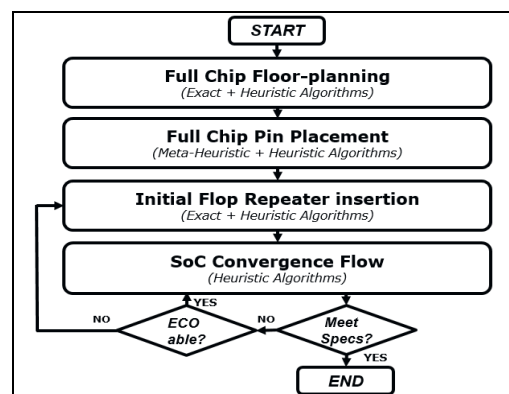 START
Full Chip Floor-planning
(Exact + Heuristic Algorithms)
Full Chip Pin Placement
(Meta-Heuristic + Heuristic Algorithms)
Initial Flop Repeater insertion
(Exact + Heuristic Algorithms)
SoC Convergence Flow
(Heuristic Algorithms)
YES
NO
ECO
able?
NO
Meet
Specs?
YES
END